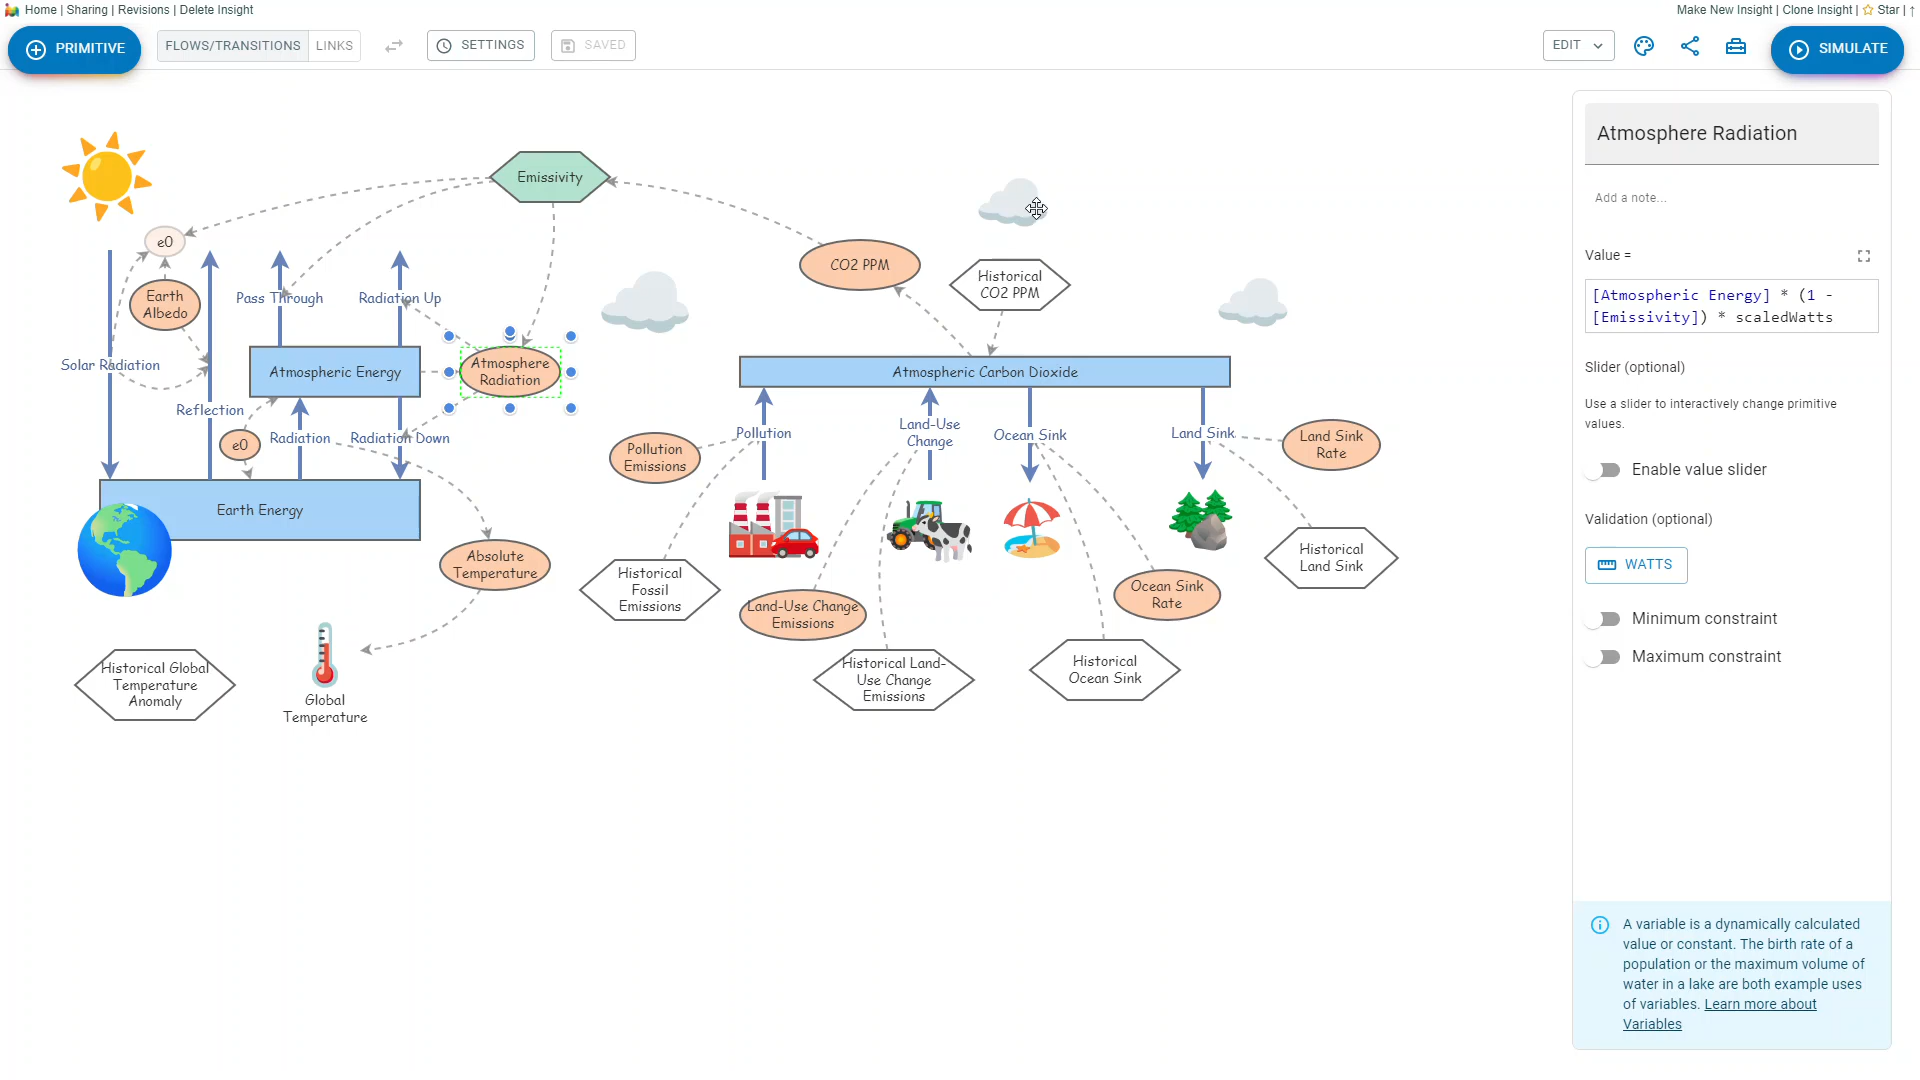 Home | Sharing | Revisions | Delete Insight
Make New Insight | Clone Insight | Star | ↑
PRIMITIVE
FLOWS/TRANSITIONS
LINKS
SETTINGS
SAVED
EDIT
SIMULATE
Emissivity
e0
Earth
Albedo
Pass Through
Radiation Up
Solar Radiation
Atmospheric Energy
Atmosphere
Radiation
Reflection
e0
Radiation
Radiation Down
Earth Energy
Absolute
Temperature
Historical Global
Temperature
Anomaly
Global
Temperature
CO2 PPM
Historical
CO2 PPM
Atmospheric Carbon Dioxide
Pollution
Land-Use
Change
Ocean Sink
Land Sink
Pollution
Emissions
Land Sink
Rate
Historical
Fossil
Emissions
Land-Use Change
Emissions
Historical Land-
Use Change
Emissions
Ocean Sink
Rate
Historical
Ocean Sink
Historical
Land Sink
Atmosphere Radiation
Add a note...
Value =
[Atmospheric Energy] * (1 -
[Emissivity]) * scaledWatts
Slider (optional)
Use a slider to interactively change primitive
values.
Enable value slider
Validation (optional)
WATTS
Minimum constraint
Maximum constraint
A variable is a dynamically calculated
value or constant. The birth rate of a
population or the maximum volume of
water in a lake are both example uses
of variables. Learn more about
Variables